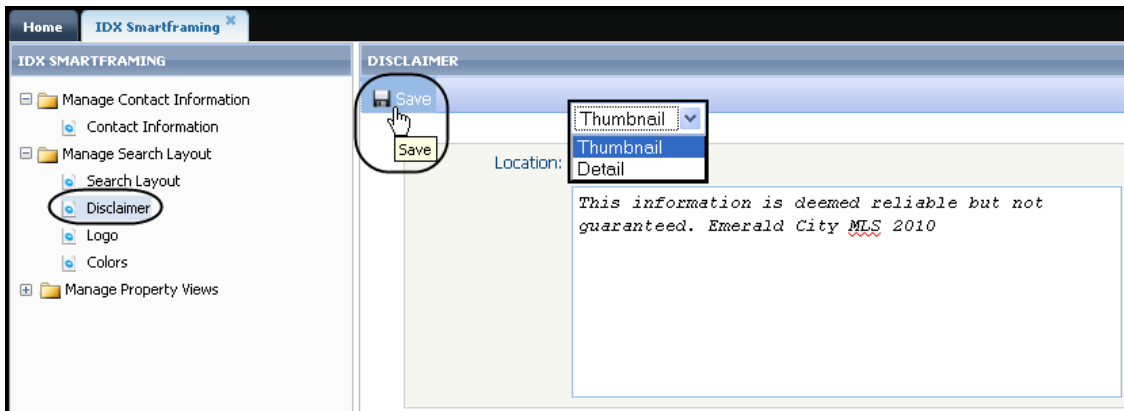 Home
IDX Smartframing
IDX SMARTFRAMING
Manage Contact Information
Contact Information
Manage Search Layout
Search Layout
Disclaimer
Logo
Colors
Manage Property Views
DISCLAIMER
Save
Save
Location:
Thumbnail
Thumbnail
Detail
This information is deemed reliable but not
guaranteed. Emerald City MLS 2010